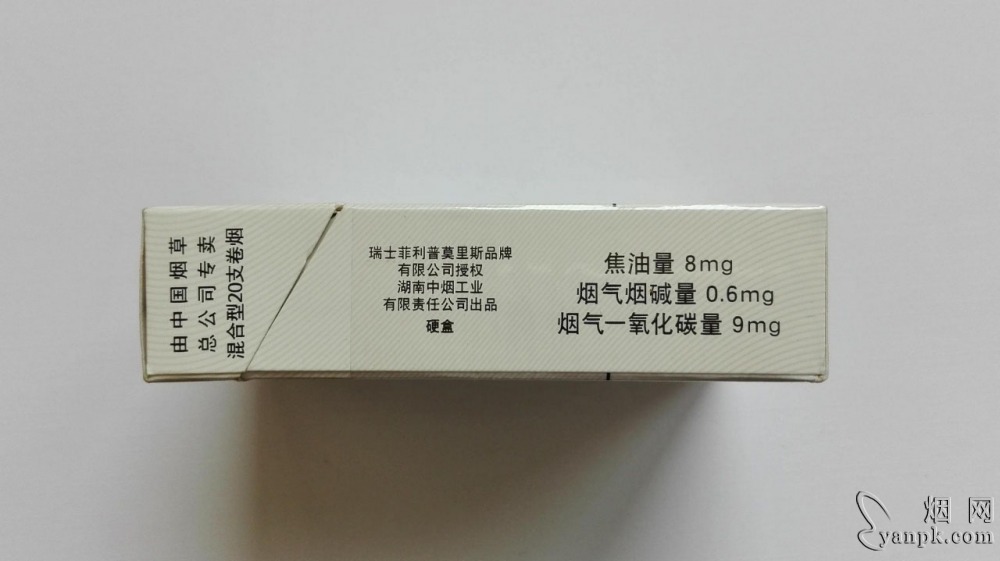 由中国烟草
总公司专卖
混合型20支卷烟
瑞士菲利普莫里斯品牌
有限公司授权
湖南中烟工业
有限责任公司出品
硬盒
焦油量 8mg
烟气烟碱量 0.6mg
烟气一氧化碳量 9mg
烟网
yanpk.com